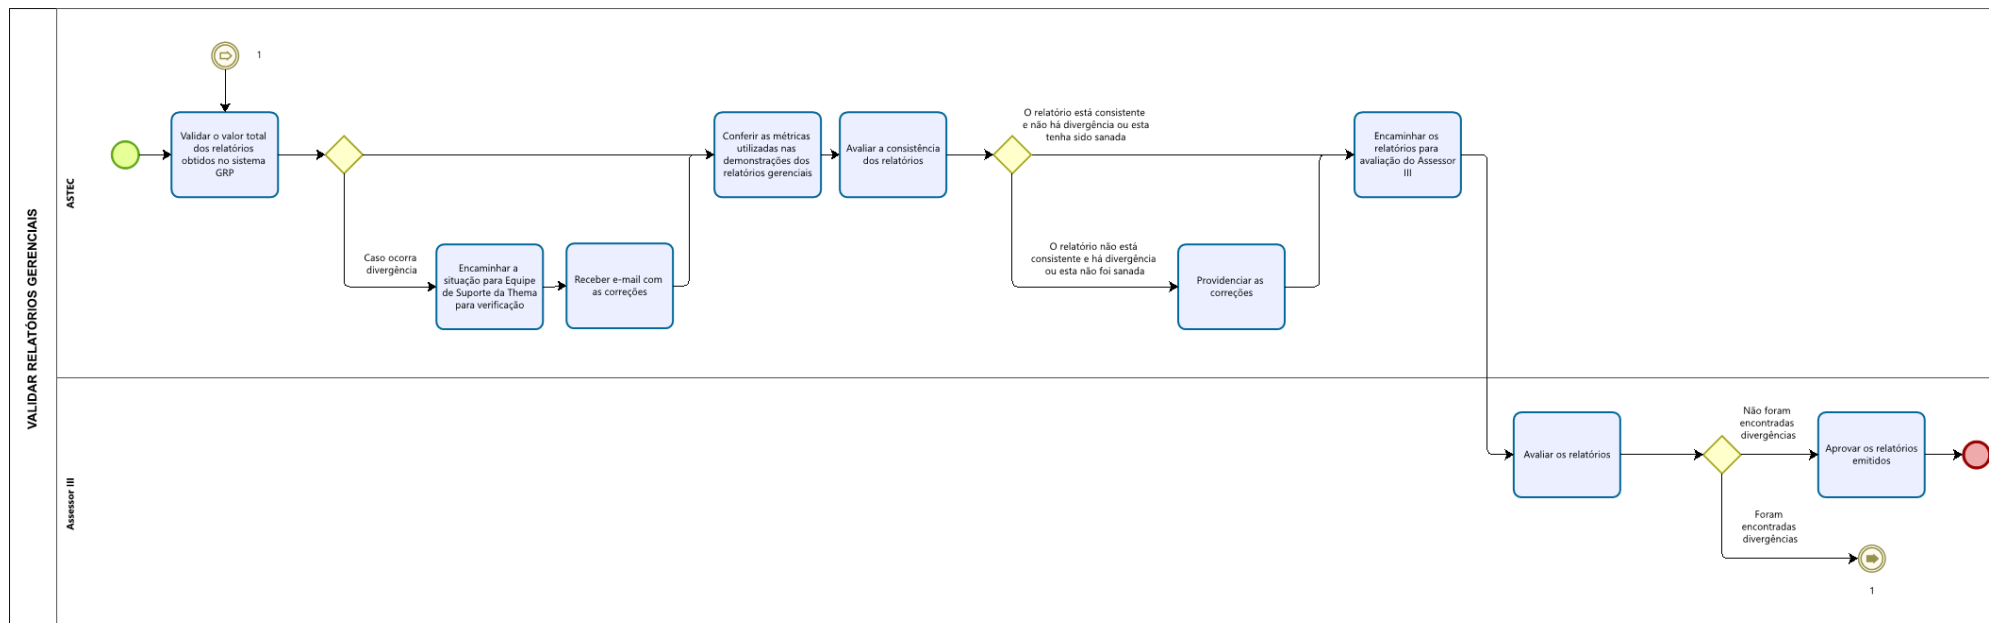 VALIDAR RELATÓRIOS GERENCIAIS
ASTEC
1
Validar o valor total
dos relatórios
obtidos no sistema
GRP
Caso ocorra
divergência
Encaminhar a
situação para Equipe
de Suporte da Thema
para verificação
Receber e-mail com
as correções
Conferir as métricas
utilizadas nas
demonstrações dos
relatórios gerenciais
Avaliar a consistência
dos relatórios
O relatório está consistente
e não há divergência ou esta
tenha sido sanada
O relatório não está
consistente e há divergência
ou esta não foi sanada
Providenciar as
correções
Encaminhar os
relatórios para
avaliação do Assessor
III
Assessor III
Avaliar os relatórios
Não foram
encontradas
divergências
Aprovar os relatórios
emitidos
Foram
encontradas
divergências
1